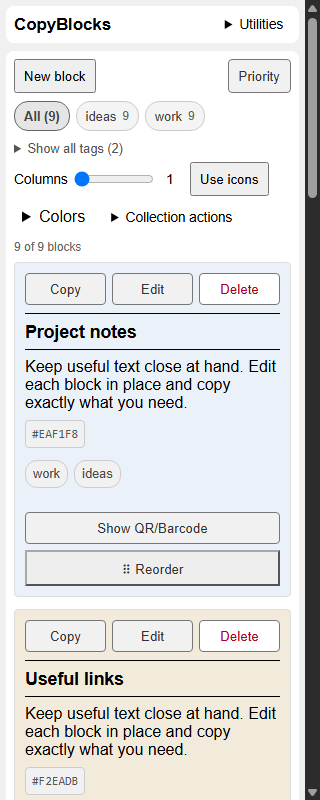 CopyBlocks
▶ Utilities
New block
Priority
All (9)
ideas 9
work 9
▶ Show all tags (2)
Columns
1
Use icons
▶ Colors
▶ Collection actions
9 of 9 blocks
Copy
Edit
Delete
Project notes
Keep useful text close at hand. Edit
each block in place and copy
exactly what you need.
#EAF1F8
work
ideas
Show QR/Barcode
⠿ Reorder
Copy
Edit
Delete
Useful links
Keep useful text close at hand. Edit
each block in place and copy
exactly what you need.
#F2EADB